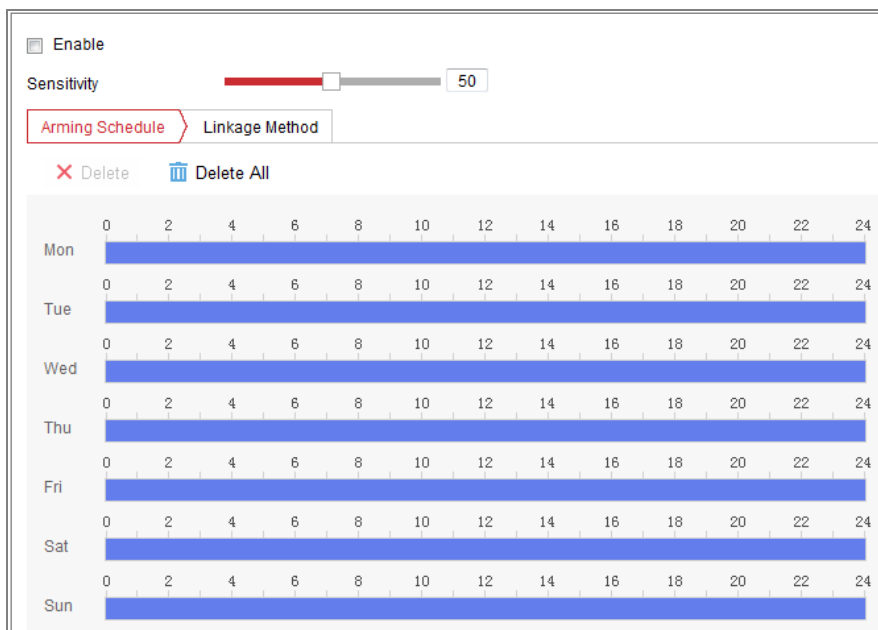 Enable
Sensitivity 50
Arming Schedule Linkage Method
Delete Delete All
0 2 4 6 8 10 12 14 16 18 20 22 24
Mon
0 2 4 6 8 10 12 14 16 18 20 22 24
Tue
0 2 4 6 8 10 12 14 16 18 20 22 24
Wed
0 2 4 6 8 10 12 14 16 18 20 22 24
Thu
0 2 4 6 8 10 12 14 16 18 20 22 24
Fri
0 2 4 6 8 10 12 14 16 18 20 22 24
Sat
0 2 4 6 8 10 12 14 16 18 20 22 24
Sun